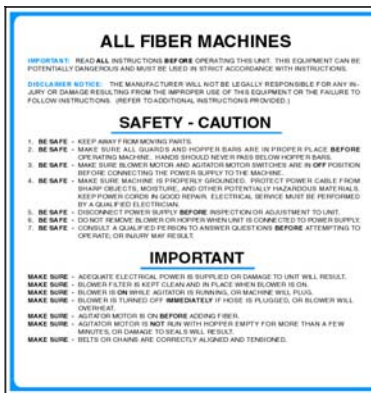 ALL FIBER MACHINES
IMPORTANT: READ ALL INSTRUCTIONS BEFORE OPERATING THIS UNIT. THIS EQUIPMENT CAN BE
POTENTIALLY DANGEROUS AND MUST BE USED IN STRICT ACCORDANCE WITH INSTRUCTIONS.
DISCLAIMER NOTICE: THE MANUFACTURER WILL NOT BE LEGALLY RESPONSIBLE FOR ANY IN-
JURY OR DAMAGE RESULTING FROM THE IMPROPER USE OF THIS EQUIPMENT OR THE FAILURE TO
FOLLOW INSTRUCTIONS. (REFER TO ADDITIONAL INSTRUCTIONS PROVIDED.)
SAFETY - CAUTION
1. BE SAFE - KEEP AWAY FROM MOVING PARTS.
2. BE SAFE - MAKE SURE ALL GUARDS AND HOPPER BARS ARE IN PROPER PLACE BEFORE
OPERATING MACHINE. HANDS SHOULD NEVER PASS BELOW HOPPER BARS.
3. BE SAFE - MAKE SURE BLOWER MOTOR AND AGITATOR MOTOR SWITCHES ARE IN OFF POSITION
BEFORE CONNECTING THE POWER SUPPLY TO THE MACHINE.
4. BE SAFE - MAKE SURE MACHINE IS PROPERLY GROUNDED. PROTECT POWER CABLE FROM
SHARP OBJECTS, MOISTURE, AND OTHER POTENTIALLY HAZARDOUS MATERIALS.
KEEP POWER CORDS IN GOOD REPAIR. ELECTRICAL SERVICE MUST BE PERFORMED
BY A QUALIFIED ELECTRICIAN.
5. BE SAFE - DISCONNECT POWER SUPPLY BEFORE INSPECTION OR ADJUSTMENT TO UNIT.
6. BE SAFE - DO NOT REMOVE BLOWER OR HOPPER WHEN UNIT IS CONNECTED TO POWER SUPPLY.
7. BE SAFE - CONSULT A QUALIFIED PERSON TO ANSWER QUESTIONS BEFORE ATTEMPTING TO
OPERATE, OR INJURY MAY RESULT.
IMPORTANT
MAKE SURE - ADEQUATE ELECTRICAL POWER IS SUPPLIED OR DAMAGE TO UNIT WILL RESULT.
MAKE SURE - BLOWER FILTER IS KEPT CLEAN AND IN PLACE WHEN BLOWER IS ON.
MAKE SURE - BLOWER IS ON WHILE AGITATOR IS RUNNING, OR MACHINE WILL PLUG.
MAKE SURE - BLOWER IS TURNED OFF IMMEDIATELY IF HOSE IS PLUGGED, OR BLOWER WILL
OVERHEAT.
MAKE SURE - AGITATOR MOTOR IS ON BEFORE ADDING FIBER.
MAKE SURE - AGITATOR MOTOR IS NOT RUN WITH HOPPER EMPTY FOR MORE THAN A FEW
MINUTES, OR DAMAGE TO SEALS WILL RESULT.
MAKE SURE - BELTS OR CHAINS ARE CORRECTLY ALIGNED AND TENSIONED.